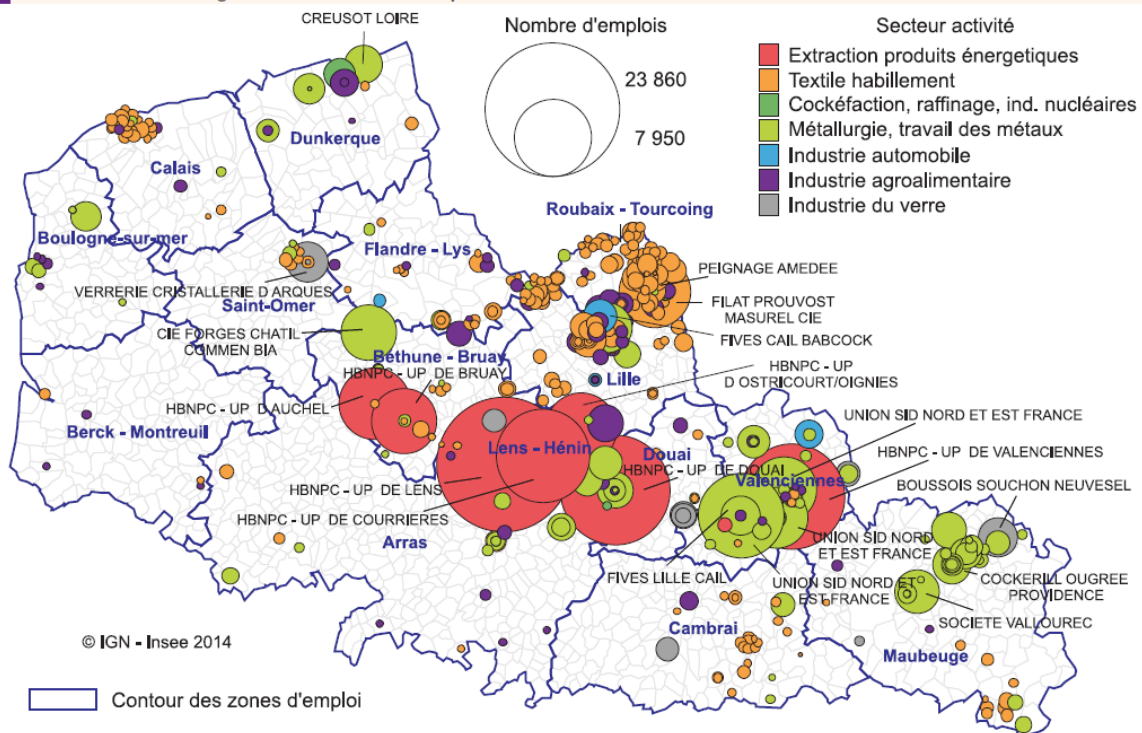 CREUSOT LOIRE
Nombre d'emplois
23 860
7 950
Secteur activité
Extraction produits énergetiques
Textile habillement
Cockéfaction, raffinage, ind. nucléaires
Métallurgie, travail des métaux
Industrie automobile
Industrie agroalimentaire
Industrie du verre
Dunkerque
Calais
Roubaix - Tourcoing
Boulogne-sur-mer
Flandre - Lys
PEIGNAGE AMEDEE
VERRERIE CRISTALLERIE D ARQUES
Saint-Omer
FILAT PROUVOST
MASUREL CIE
CIE FORGES CHATIL
COMMEN BIA
FIVES CAIL BABCOCK
Béthune - Bruay
HBNPC - UP DE BRUAY
HBNPC - UP
D OSTRICOURT/OIGNIES
Lille
HBNPC - UP D AUCHEL
UNION SID NORD ET EST FRANCE
Berck - Montreuil
Lens - Hénin
Douai
HBNPC - UP DE VALENCIENNES
HBNPC - UP DE DOUAI
Valenciennes
BOUSSOIS SOUCHON NEUVESEL
HBNPC - UP DE LENS
HBNPC - UP DE COURRIERES
Arras
UNION SID NORD
ET EST FRANCE
FIVES LILLE CAIL
UNION SID NORD ET
EST FRANCE
COCKERILL OUGREE
PROVIDENCE
SOCIETE VALLOUREC
Cambrai
Maubeuge
© IGN - Insee 2014
Contour des zones d'emploi